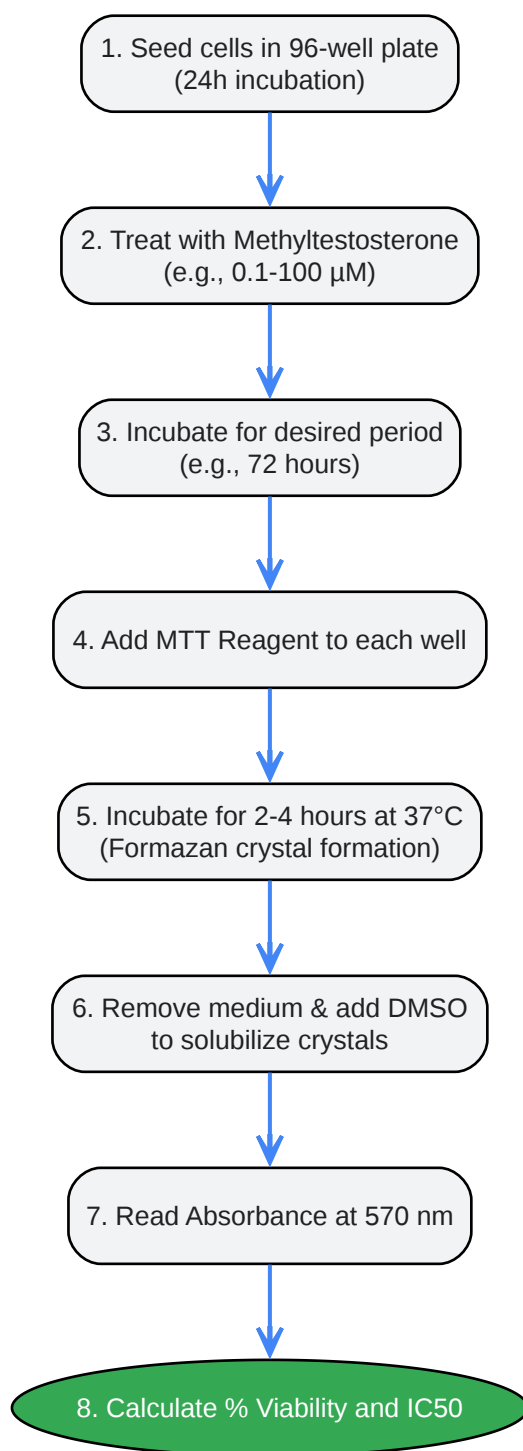 1. Seed cells in 96-well plate
(24h incubation)
2. Treat with Methyltestosterone
(e.g., 0.1-100 µM)
3. Incubate for desired period
(e.g., 72 hours)
4. Add MTT Reagent to each well
5. Incubate for 2-4 hours at 37°C
(Formazan crystal formation)
6. Remove medium & add DMSO
to solubilize crystals
7. Read Absorbance at 570 nm
8. Calculate % Viability and IC50